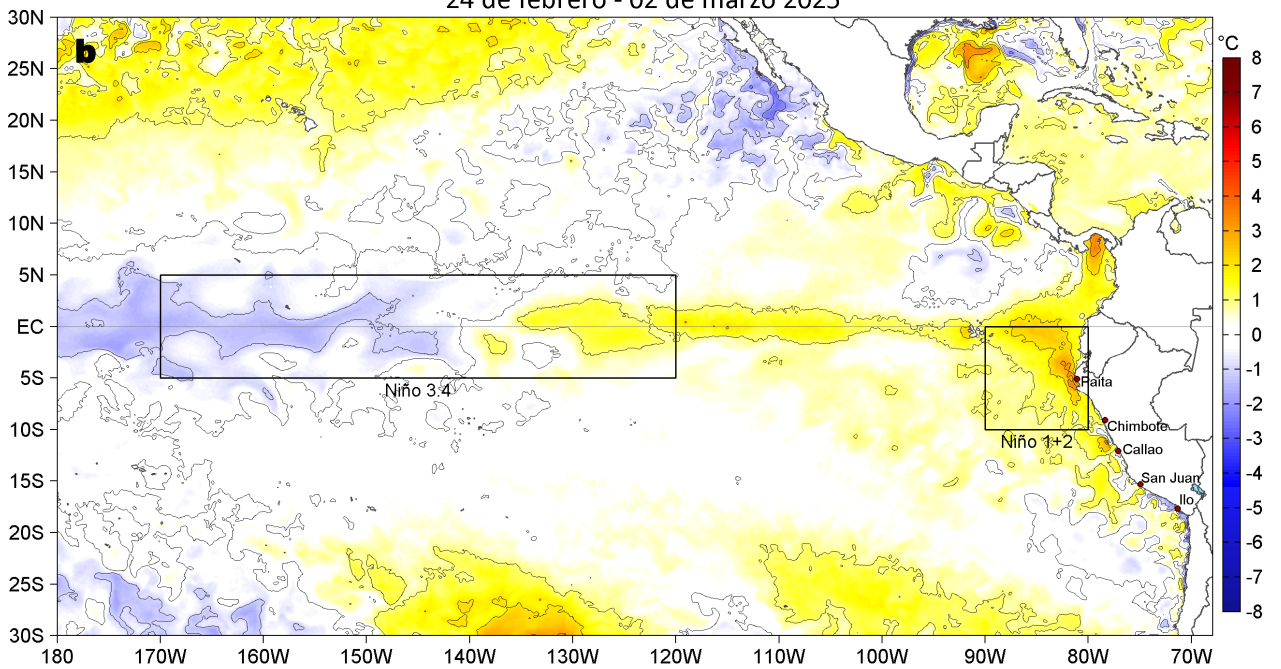 24 de febrero - 02 de marzo 2025
b
30N
25N
20N
15N
10N
5N
EC
5S
10S
15S
20S
25S
30S
180
170W
160W
150W
140W
130W
120W
110W
100W
90W
80W
70W
Niño 3.4
Niño 1+2
Paita
Chimbote
Callao
San Juan
Ilo
°C
8
7
6
5
4
3
2
1
0
-1
-2
-3
-4
-5
-6
-7
-8